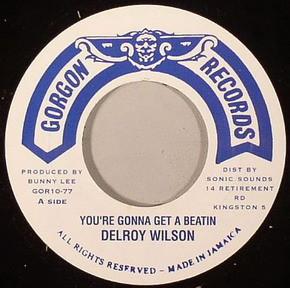 GORGON RECORDS
PRODUCED BY
BUNNY LEE
GOR10-77
A SIDE
DIST BY
SONIC SOUNDS
14 RETIREMENT
RD
KINGSTON 5
YOU'RE GONNA GET A BEATIN
DELROY WILSON
ALL RIGHTS RESERVED - MADE IN JAMAICA